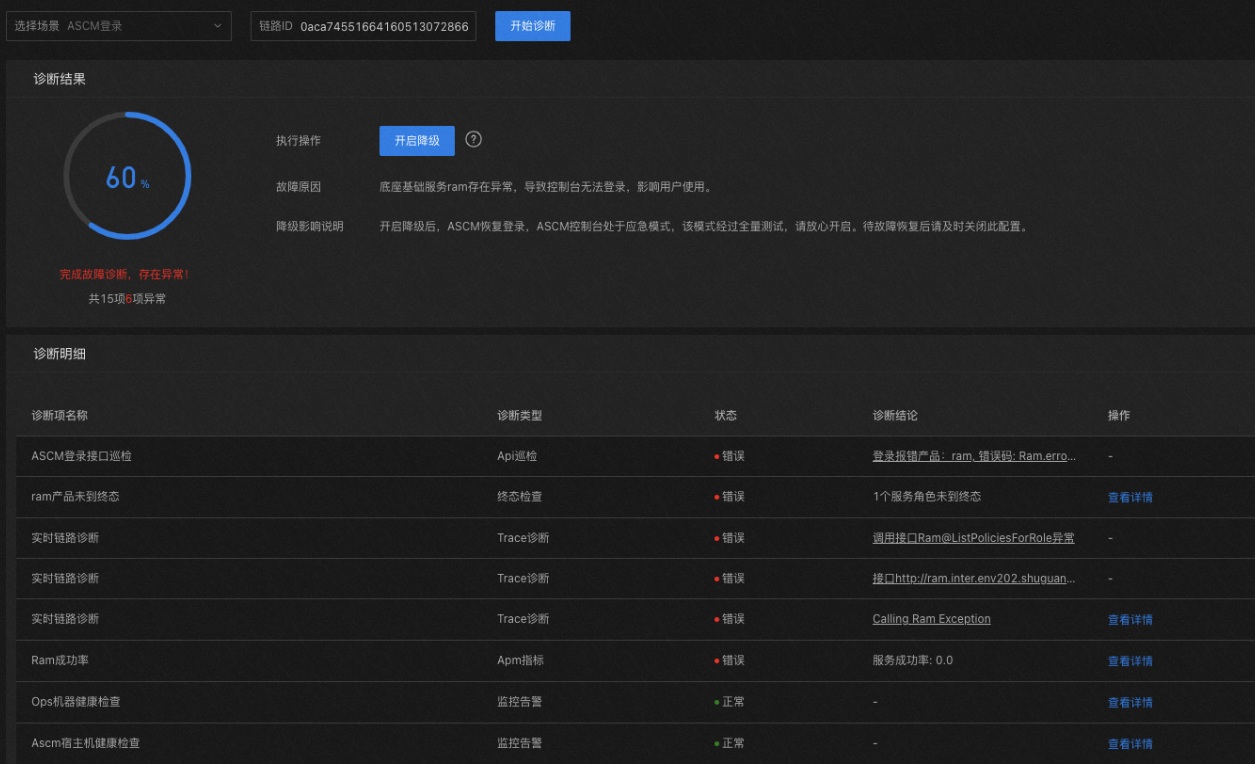 选择场景 ASCM登录 链路ID 0aca74551664160513072866 开始诊断
诊断结果
60 %
完成故障诊断，存在异常！
共15项6项异常
执行操作 开启降级 ?
故障原因 底座基础服务ram存在异常，导致控制台无法登录，影响用户使用。
降级影响说明 开启降级后，ASCM恢复登录，ASCM控制台处于应急模式，该模式经过全量测试，请放心开启。待故障恢复后请及时关闭此配置。
诊断明细
诊断项名称 诊断类型 状态 诊断结论 操作
ASCM登录接口巡检 Api巡检 错误 登录报错产品：ram, 错误码: Ram.erro... -
ram产品未到终态 终态检查 错误 1个服务角色未到终态 查看详情
实时链路诊断 Trace诊断 错误 调用接口Ram@ListPoliciesForRole异常 -
实时链路诊断 Trace诊断 错误 接口http://ram.inter.env202.shuguan... -
实时链路诊断 Trace诊断 错误 Calling Ram Exception 查看详情
Ram成功率 Apm指标 错误 服务成功率: 0.0 查看详情
Ops机器健康检查 监控告警 正常 - 查看详情
Ascm宿主机健康检查 监控告警 正常 - 查看详情